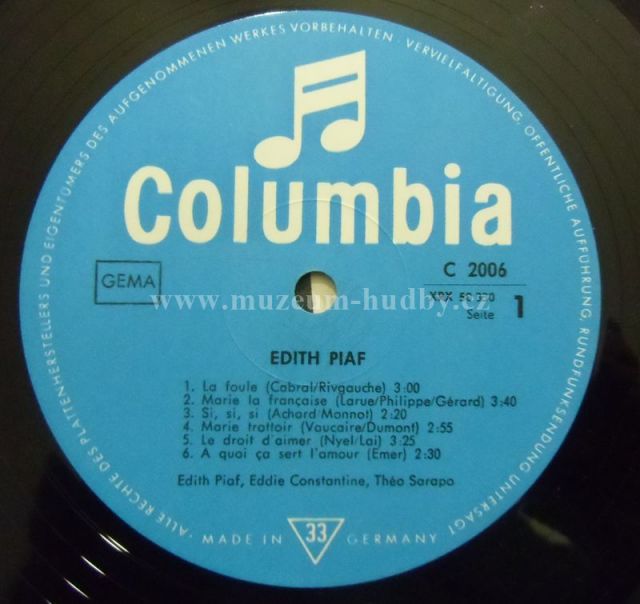 ALLE RECHTE DES PLATTENHERSTELLERS UND EIGENTÜMERS DES AUFGENOMMENEN WERKES VORBEHALTEN · VERVIELFÄLTIGUNG, ÖFFENTLICHE AUFFÜHRUNG, RUNDFUNKSENDUNG UNTERSAGT ·
Columbia
GEMA
C 2006
www.muzeum-hudby.cz
Seite 1
EDITH PIAF
1. La foule (Cabral/Rivgauche) 3:00
2. Marie la française (Larue/Philippe/Gérard) 3:40
3. Si, si, si (Achard/Monnot) 2:20
4. Marie trottoir (Vaucaire/Dumont) 2:55
5. Le droit d'aimer (Nyel/Lai) 3:25
6. A quoi ça sert l'amour (Emer) 2:30
Edith Piaf, Eddie Constantine, Théo Sarapo
MADE IN 33 GERMANY